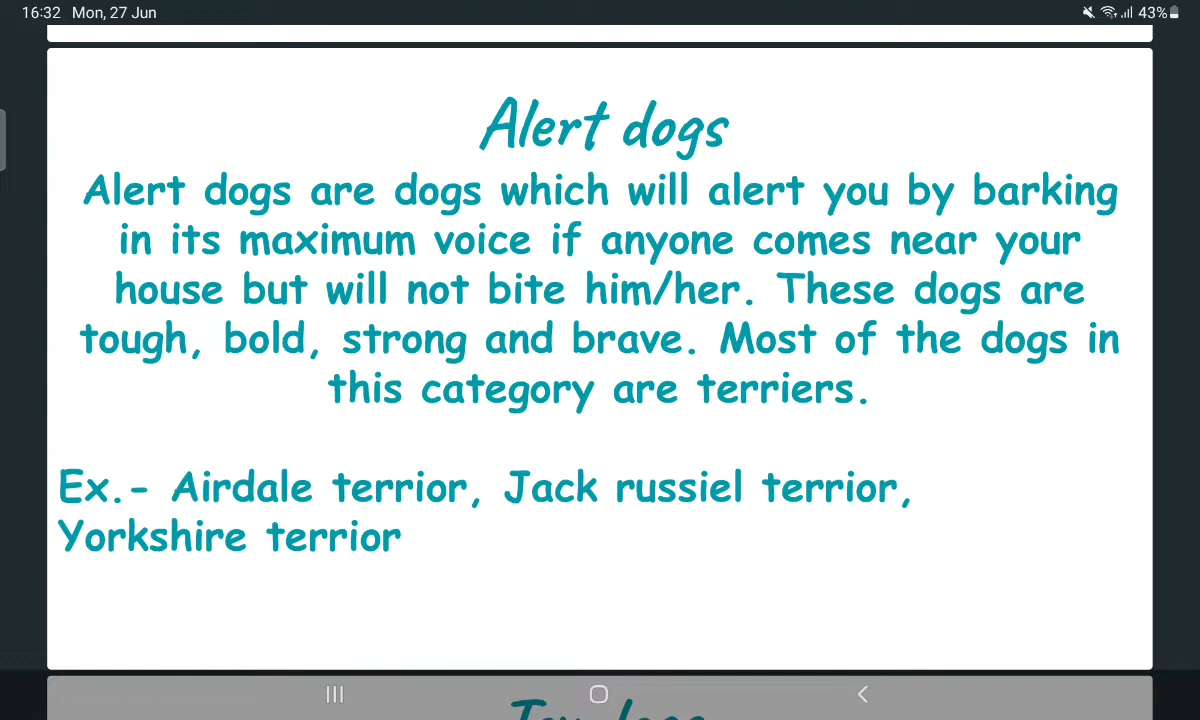 16:32 Mon, 27 Jun 43%
Alert dogs
Alert dogs are dogs which will alert you by barking
in its maximum voice if anyone comes near your
house but will not bite him/her. These dogs are
tough, bold, strong and brave. Most of the dogs in
this category are terriers.
Ex.- Airdale terrior, Jack russiel terrior,
Yorkshire terrior